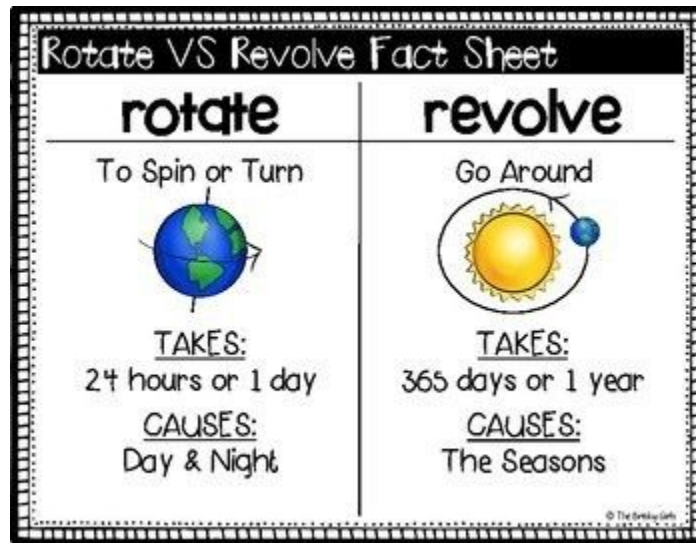 Rotate VS Revolve Fact Sheet
rotate
To Spin or Turn
TAKES:
24 hours or 1 day
CAUSES:
Day & Night
revolve
Go Around
TAKES:
365 days or 1 year
CAUSES:
The Seasons
© The